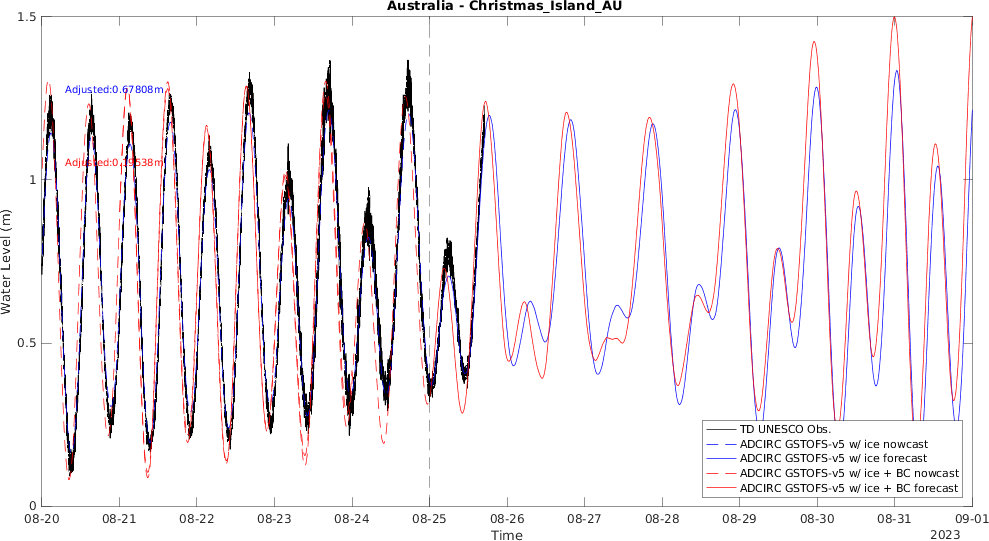 Australia - Christmas_Island_AU
1.5
1
0.5
0
Water Level (m)
Adjusted:0.67808m
Adjusted:0.39538m
TD UNESCO Obs.
ADCIRC GSTOFS-v5 w/ ice nowcast
ADCIRC GSTOFS-v5 w/ ice forecast
ADCIRC GSTOFS-v5 w/ ice + BC nowcast
ADCIRC GSTOFS-v5 w/ ice + BC forecast
08-20 08-21 08-22 08-23 08-24 08-25 08-26 08-27 08-28 08-29 08-30 08-31 09-01
Time
2023